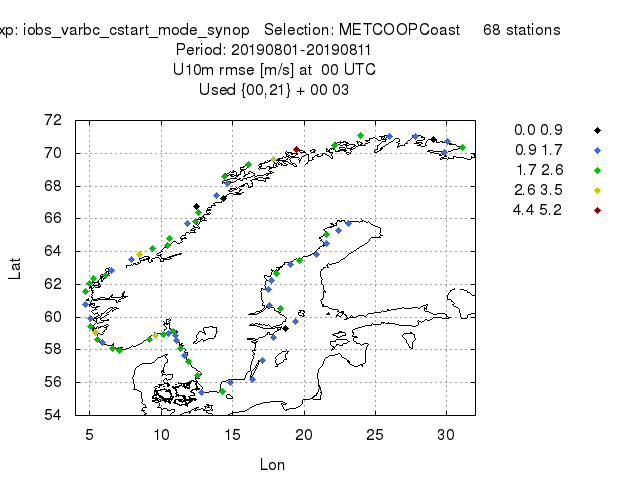 xp: iobs_varbc_cstart_mode_synop Selection: METCOOPCoast 68 stations
Period: 20190801-20190811
U10m rmse [m/s] at 00 UTC
Used {00,21} + 00 03
72
70
68
66
64
62
60
58
56
54
Lat
5 10 15 20 25 30
Lon
0.0 0.9
0.9 1.7
1.7 2.6
2.6 3.5
4.4 5.2